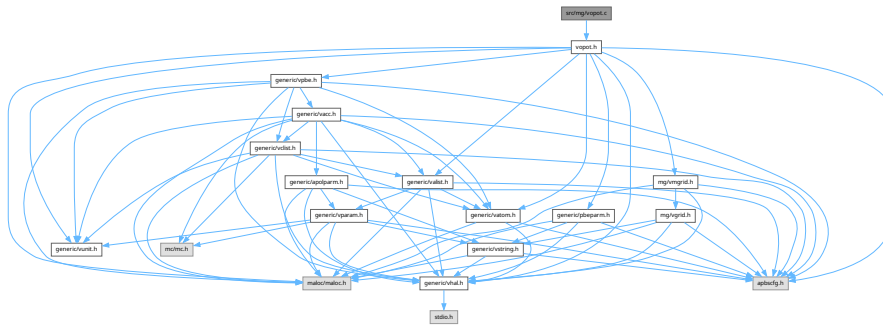 src/mg/vopot.c
vopot.h
generic/vpbe.h
generic/vacc.h
generic/vclist.h
generic/apolparm.h
generic/valist.h
mg/vmgrid.h
generic/vparam.h
generic/vatom.h
generic/pbeparm.h
mg/vgrid.h
generic/vunit.h
mc/mc.h
generic/vstring.h
maloc/maloc.h
generic/vhal.h
apbscfg.h
stdio.h